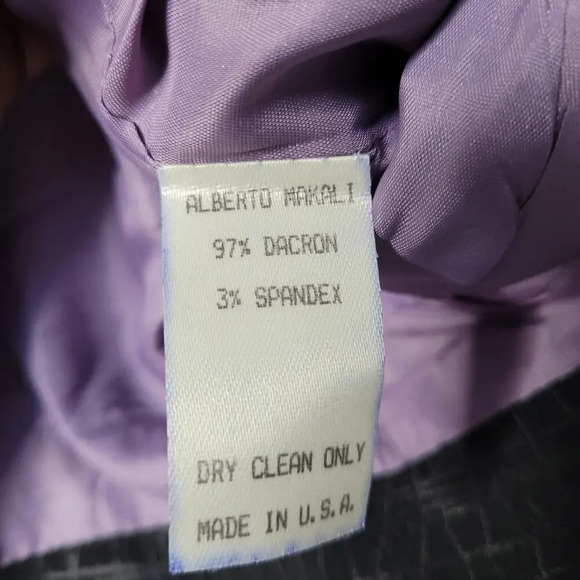 ALBERTO MAKALI
97% DACRON
3% SPANDEX
DRY CLEAN ONLY
MADE IN U.S.A.